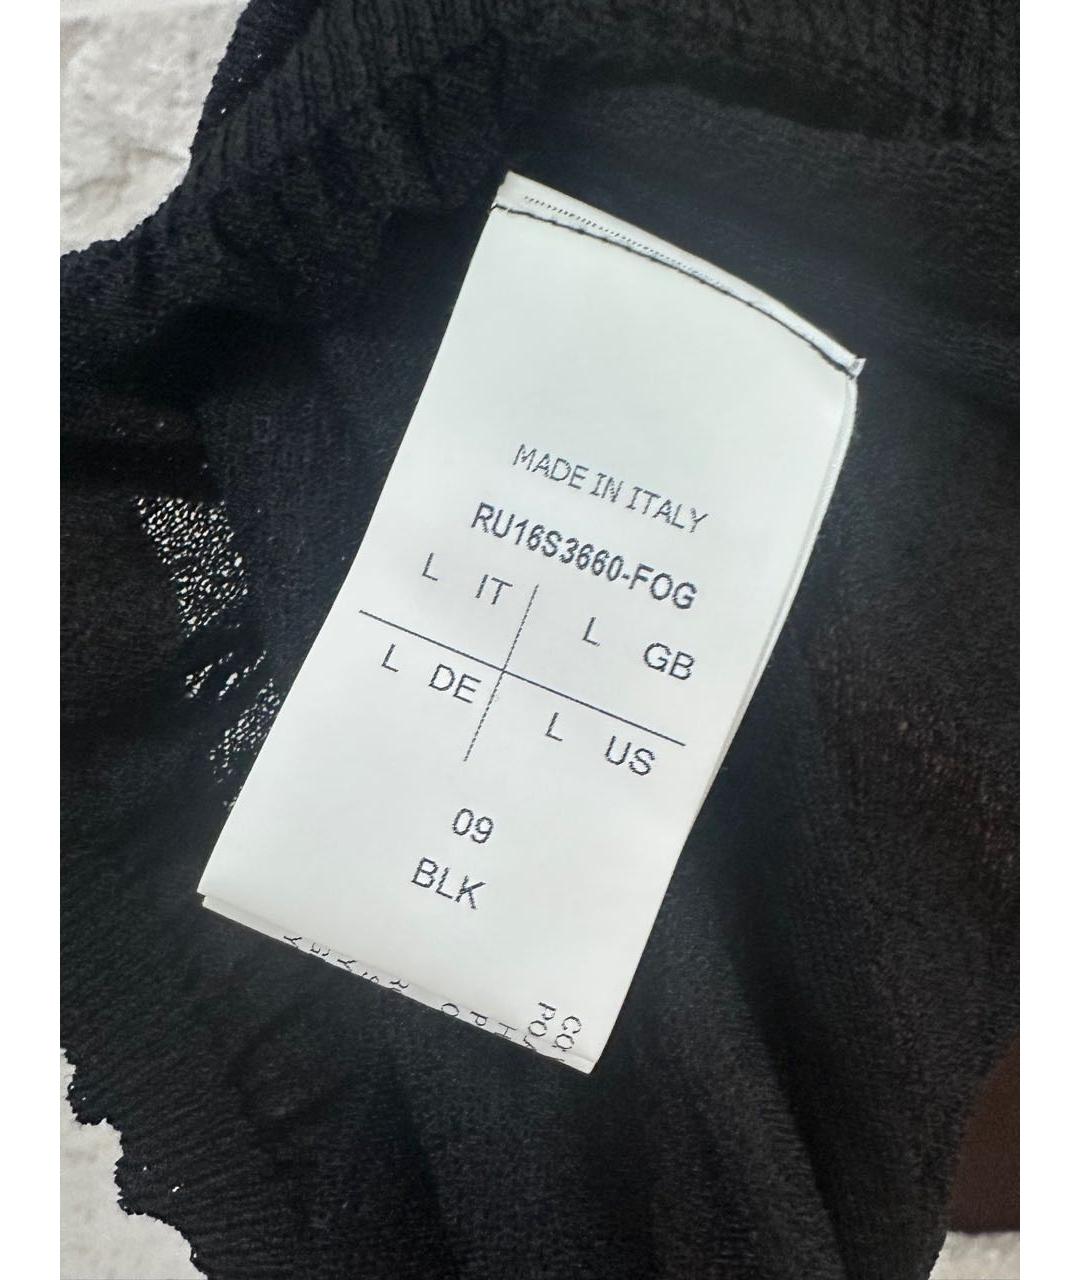 MADE IN ITALY
RU16S3660-FOG
L IT L GB
L DE L US
09
BLK